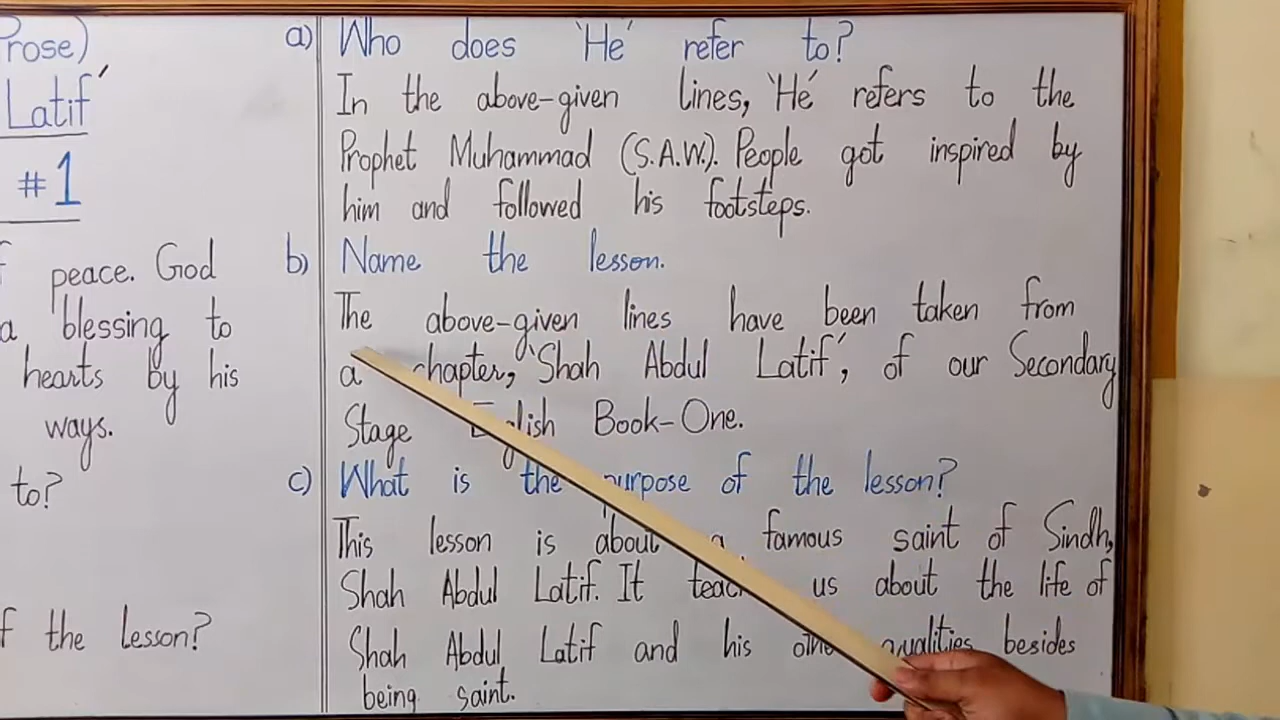 Prose)
Latif'
#1
peace. God
a blessing to
hearts by his
ways.
to?
f the lesson?
a) Who does 'He' refer to?
In the above-given lines, 'He' refers to the
Prophet Muhammad (S.A.W.). People got inspired by
him and followed his footsteps.
b) Name the lesson.
The above-given lines have been taken from
a chapter, 'Shah Abdul Latif', of our Secondary
Stage English Book-One.
c) What is the purpose of the lesson?
This lesson is about a famous saint of Sindh,
Shah Abdul Latif. It us about the life of
Shah Abdul Latif and his qualities besides
being saint.